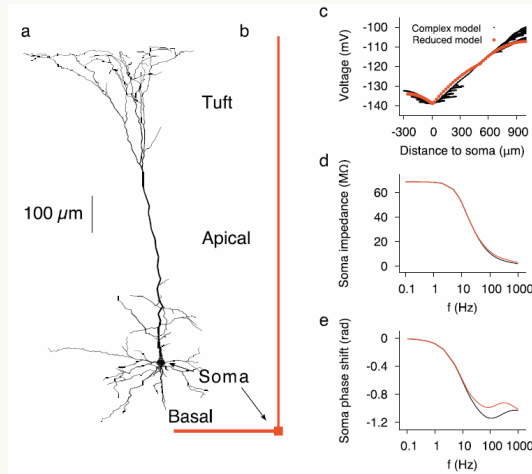 a
b
Tuft
100 µm
Apical
Soma
Basal
c
Complex model
Reduced model
Voltage (mV)
-100
-110
-120
-130
-140
-300 0 300 600 900
Distance to soma (µm)
d
Soma impedance (MΩ)
60
40
20
0
0.1 1 10 100 1000
f (Hz)
e
Soma phase shift (rad)
0
-0.4
-0.8
-1.2
0.1 1 10 100 1000
f (Hz)